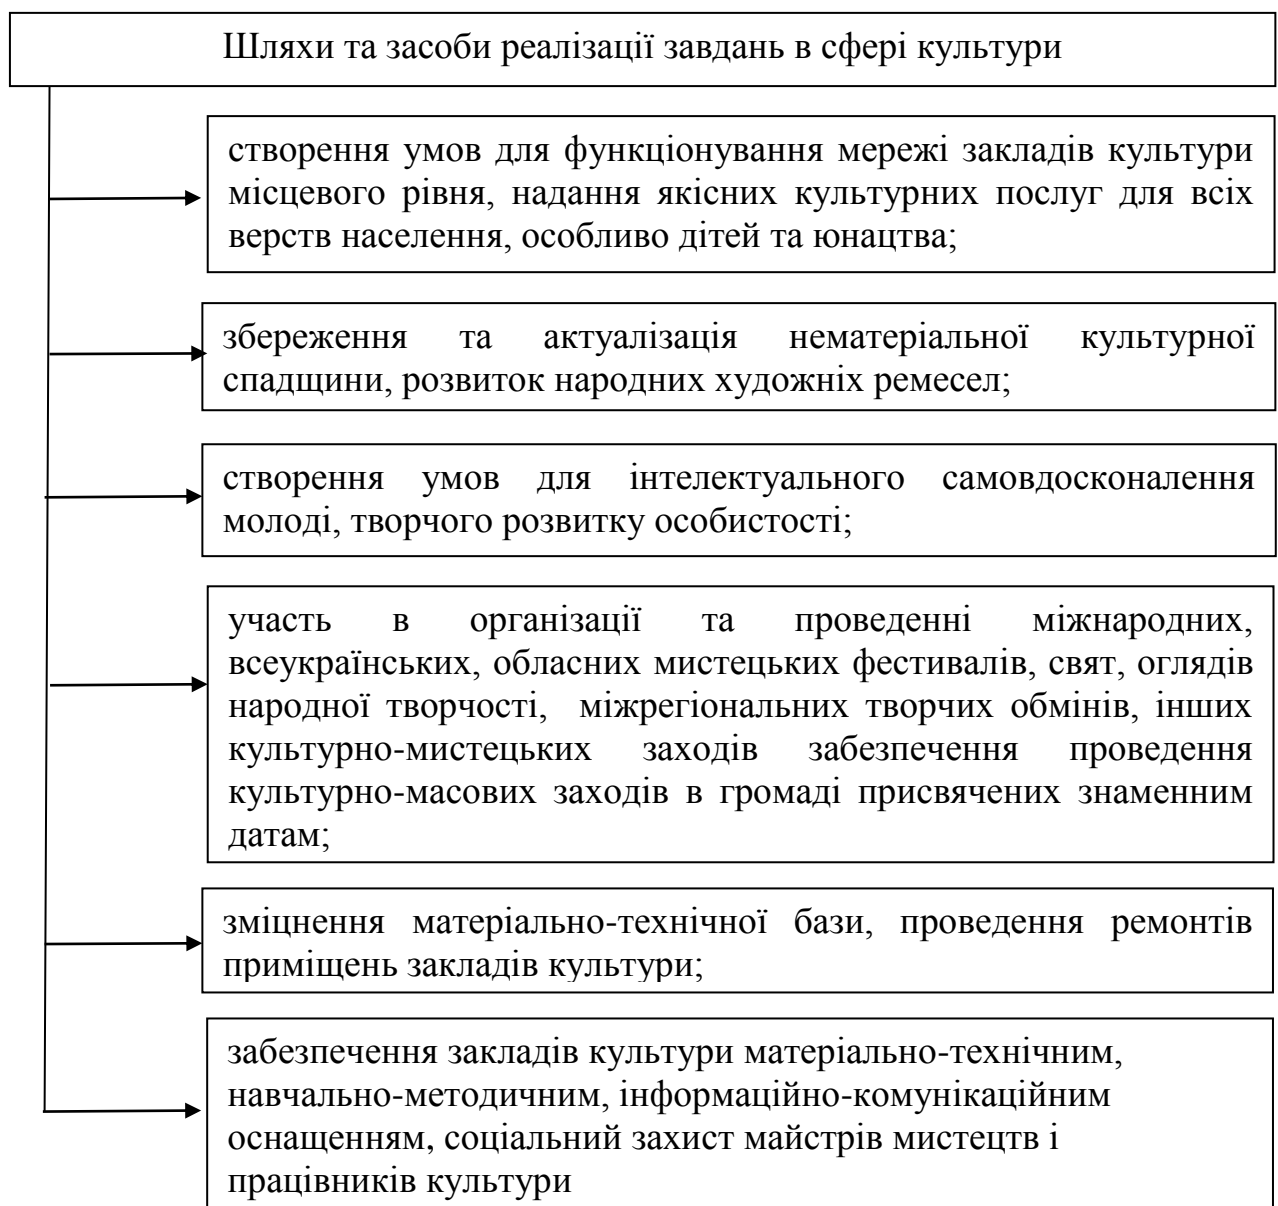 Шляхи та засоби реалізації завдань в сфері культури
створення умов для функціонування мережі закладів культури
місцевого рівня, надання якісних культурних послуг для всіх
верств населення, особливо дітей та юнацтва;
збереження та актуалізація нематеріальної культурної
спадщини, розвиток народних художніх ремесел;
створення умов для інтелектуального самовдосконалення
молоді, творчого розвитку особистості;
участь в організації та проведенні міжнародних,
всеукраїнських, обласних мистецьких фестивалів, свят, оглядів
народної творчості, міжрегіональних творчих обмінів, інших
культурно-мистецьких заходів забезпечення проведення
культурно-масових заходів в громаді присвячених знаменним
датам;
зміцнення матеріально-технічної бази, проведення ремонтів
приміщень закладів культури;
забезпечення закладів культури матеріально-технічним,
навчально-методичним, інформаційно-комунікаційним
оснащенням, соціальний захист майстрів мистецтв і
працівників культури